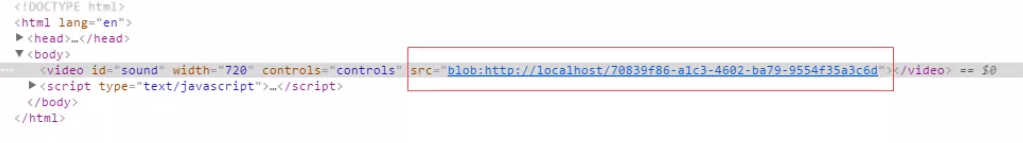 <!DOCTYPE html>
<html lang="en">
▶<head>…</head>
▼<body>
… <video id="sound" width="720" controls="controls" src="blob:http://localhost/70839f86-a1c3-4602-ba79-9554f35a3c6d"></video> == $0
▶<script type="text/javascript">…</script>
</body>
</html>